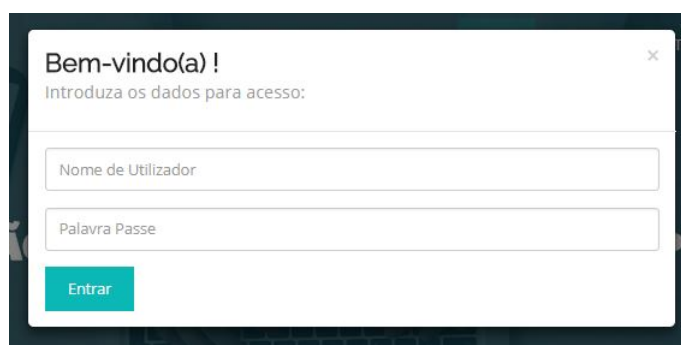 Bem-vindo(a) !
×
Introduza os dados para acesso:
Nome de Utilizador
Palavra Passe
Entrar